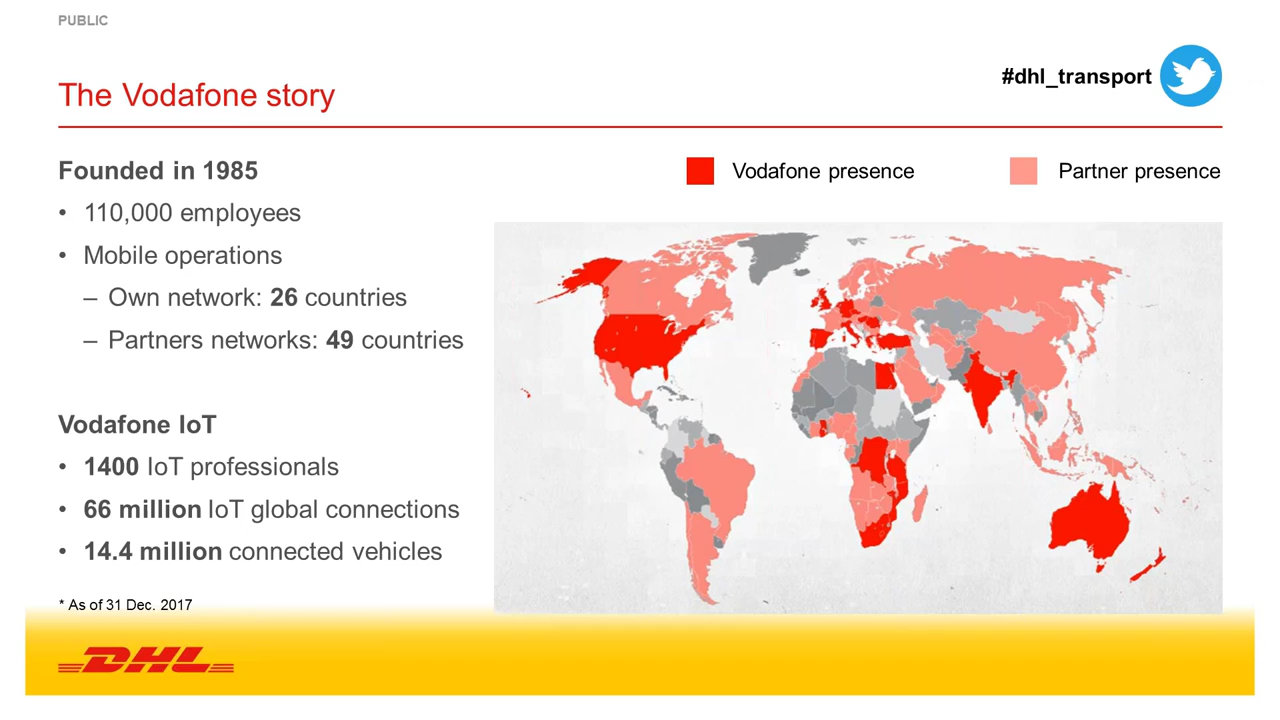 PUBLIC
#dhl_transport
The Vodafone story
Founded in 1985
• 110,000 employees
• Mobile operations
– Own network: 26 countries
– Partners networks: 49 countries
Vodafone IoT
• 1400 IoT professionals
• 66 million IoT global connections
• 14.4 million connected vehicles
* As of 31 Dec. 2017
Vodafone presence
Partner presence
DHL